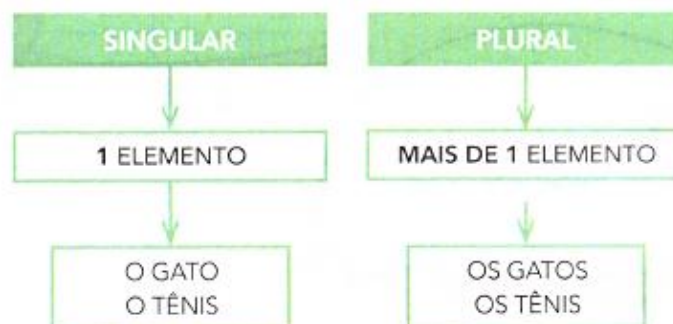 SINGULAR
1 ELEMENTO
O GATO
O TÊNIS
PLURAL
MAIS DE 1 ELEMENTO
OS GATOS
OS TÊNIS